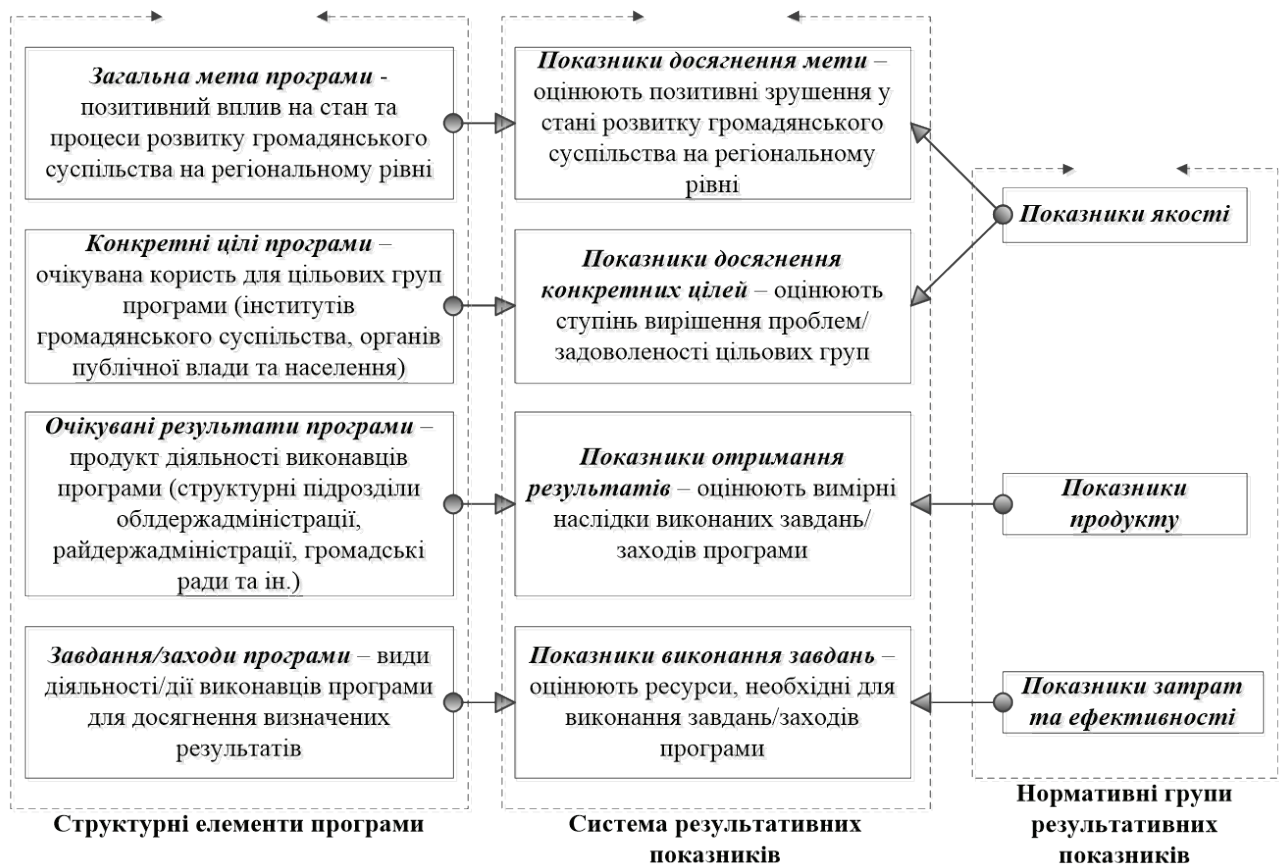 Загальна мета програми -
позитивний вплив на стан та
процеси розвитку громадянського
суспільства на регіональному рівні
Конкретні цілі програми –
очікувана користь для цільових груп
програми (інститутів
громадянського суспільства, органів
публічної влади та населення)
Очікувані результати програми –
продукт діяльності виконавців
програми (структурні підрозділи
облдержадміністрації,
райдержадміністрації, громадські
ради та ін.)
Завдання/заходи програми – види
діяльності/дії виконавців програми
для досягнення визначених
результатів
Структурні елементи програми
Показники досягнення мети –
оцінюють позитивні зрушення у
стані розвитку громадянського
суспільства на регіональному
рівні
Показники досягнення
конкретних цілей – оцінюють
ступінь вирішення проблем/
задоволеності цільових груп
Показники отримання
результатів – оцінюють вимірні
наслідки виконаних завдань/
заходів програми
Показники виконання завдань –
оцінюють ресурси, необхідні для
виконання завдань/заходів
програми
Система результативних
показників
Показники якості
Показники
продукту
Показники затрат
та ефективності
Нормативні групи
результативних
показників